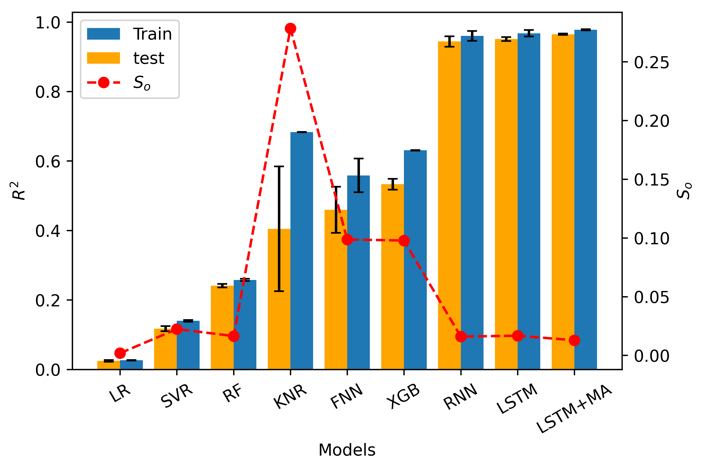 Train
test
Sₒ
1.0
0.8
0.6
0.4
0.2
0.0
R²
0.25
0.20
0.15
0.10
0.05
0.00
Sₒ
LR
SVR
RF
KNR
FNN
XGB
RNN
LSTM
LSTM+MA
Models